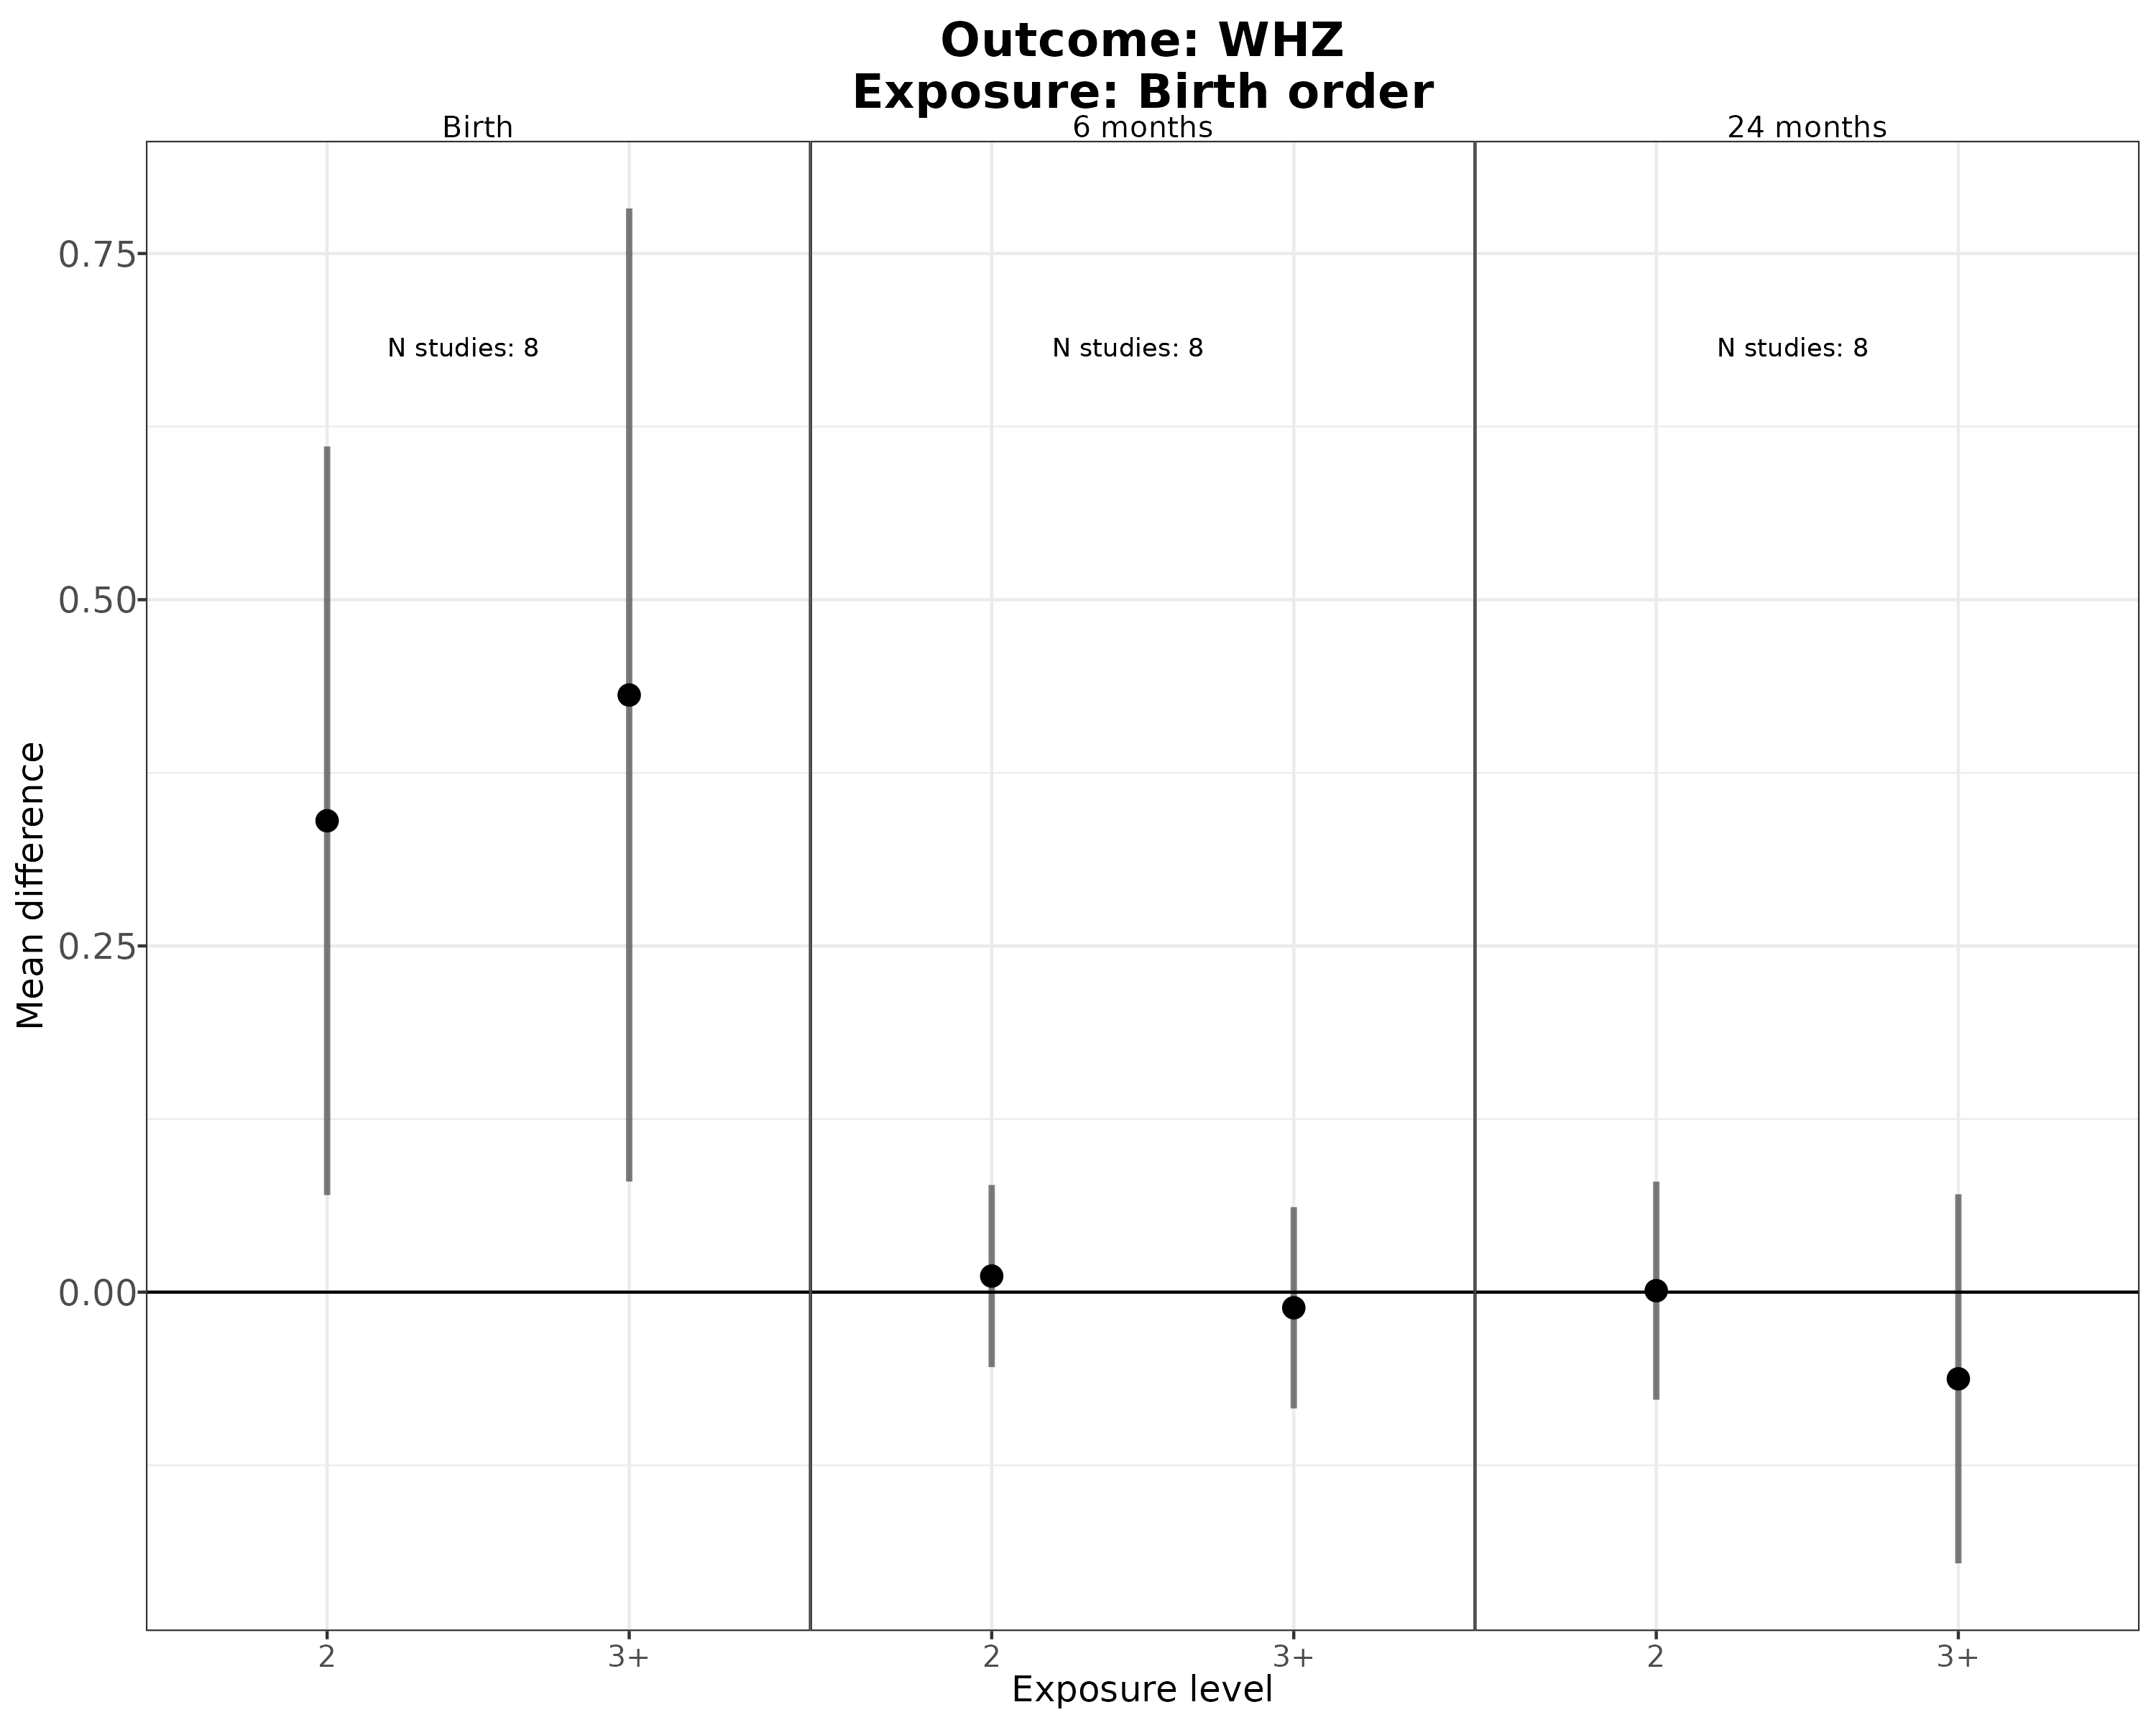 Outcome: WHZ
Exposure: Birth order
Birth 6 months 24 months
0.75
N studies: 8 N studies: 8 N studies: 8
0.50
Mean difference
0.25
0.00
2 3+ 2 3+ 2 3+
Exposure level